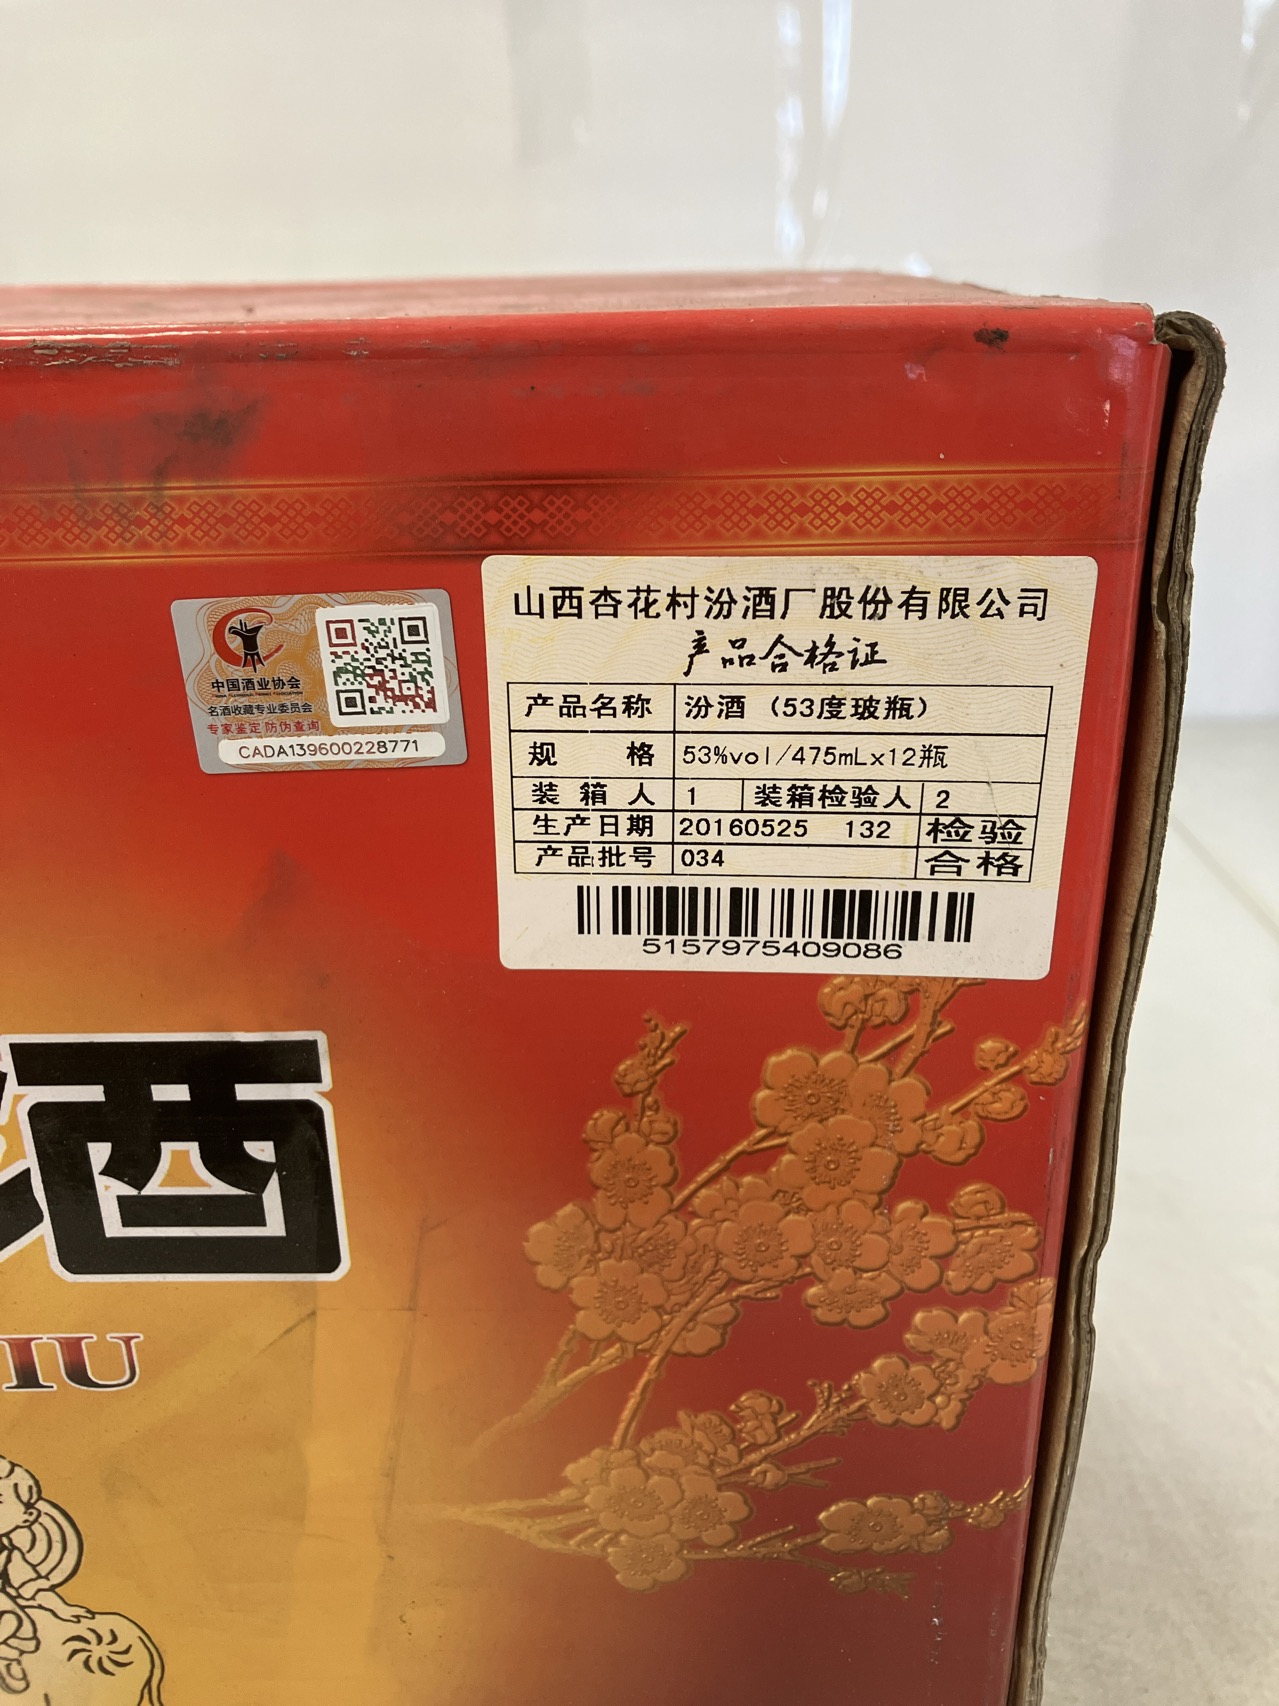 山西杏花村汾酒厂股份有限公司
产品合格证
产品名称 汾酒（53度玻瓶）
规 格 53%vol/475mLx12瓶
装箱人 1 装箱检验人 2
生产日期 20160525 132 检验
产品批号 034 合格
5157975409086
中国酒业协会
名酒收藏专业委员会
专家鉴定 防伪查询
CADA139600228771
酒
IU